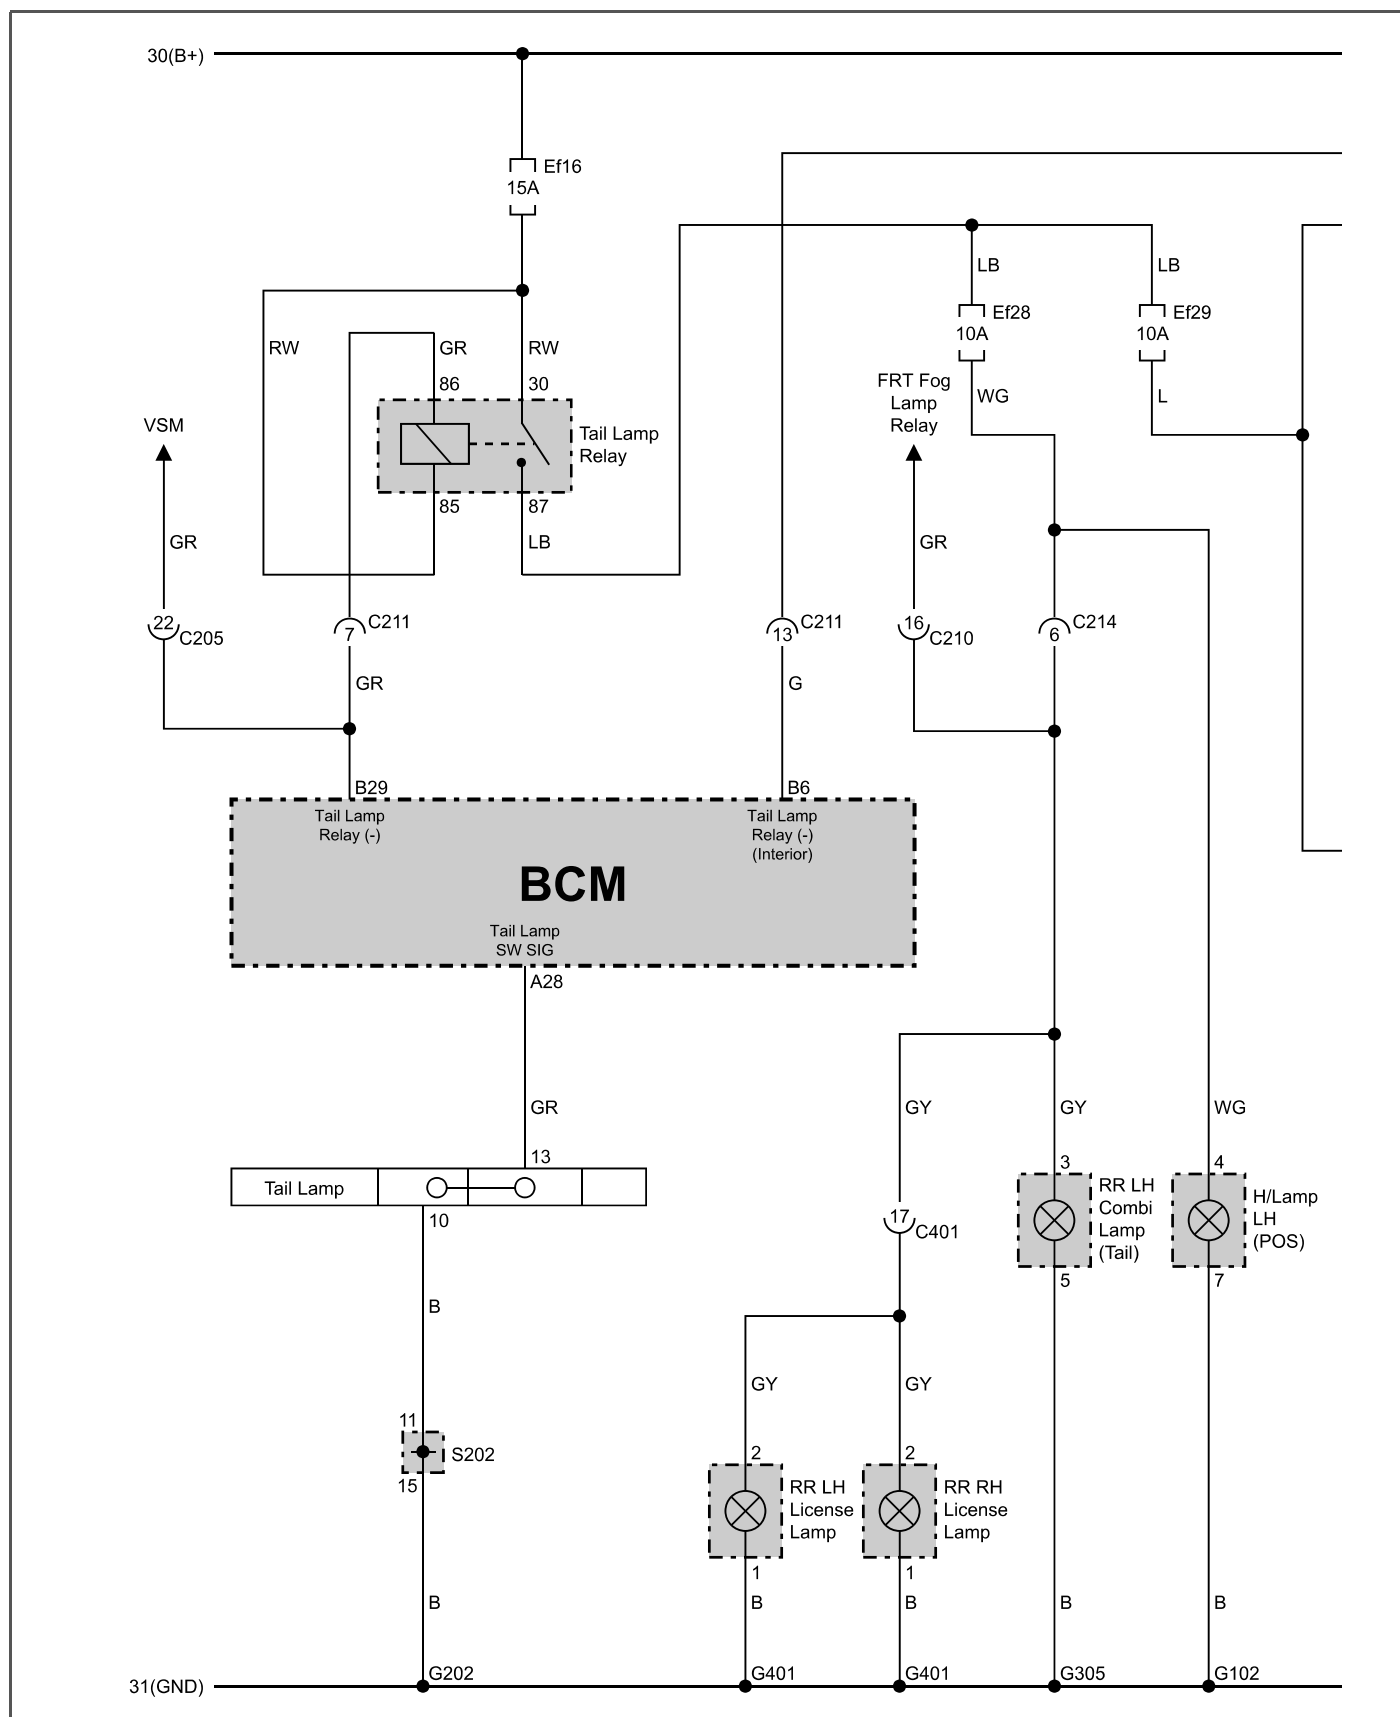 30(B+)
Ef16
15A
LB
LB
Ef28
10A
Ef29
10A
RW
GR
RW
86
30
FRT Fog
Lamp
Relay
WG
L
VSM
Tail Lamp
Relay
85
87
GR
LB
GR
22
C205
7
C211
13
C211
16
C210
6
C214
GR
G
B29
B6
Tail Lamp
Relay (-)
Tail Lamp
Relay (-)
(Interior)
BCM
Tail Lamp
SW SIG
A28
GR
GY
GY
WG
13
Tail Lamp
10
3
RR LH
Combi
Lamp
(Tail)
5
4
H/Lamp
LH
(POS)
7
17
C401
B
GY
GY
11
S202
15
2
RR LH
License
Lamp
1
2
RR RH
License
Lamp
1
B
B
B
B
B
31(GND)
G202
G401
G401
G305
G102